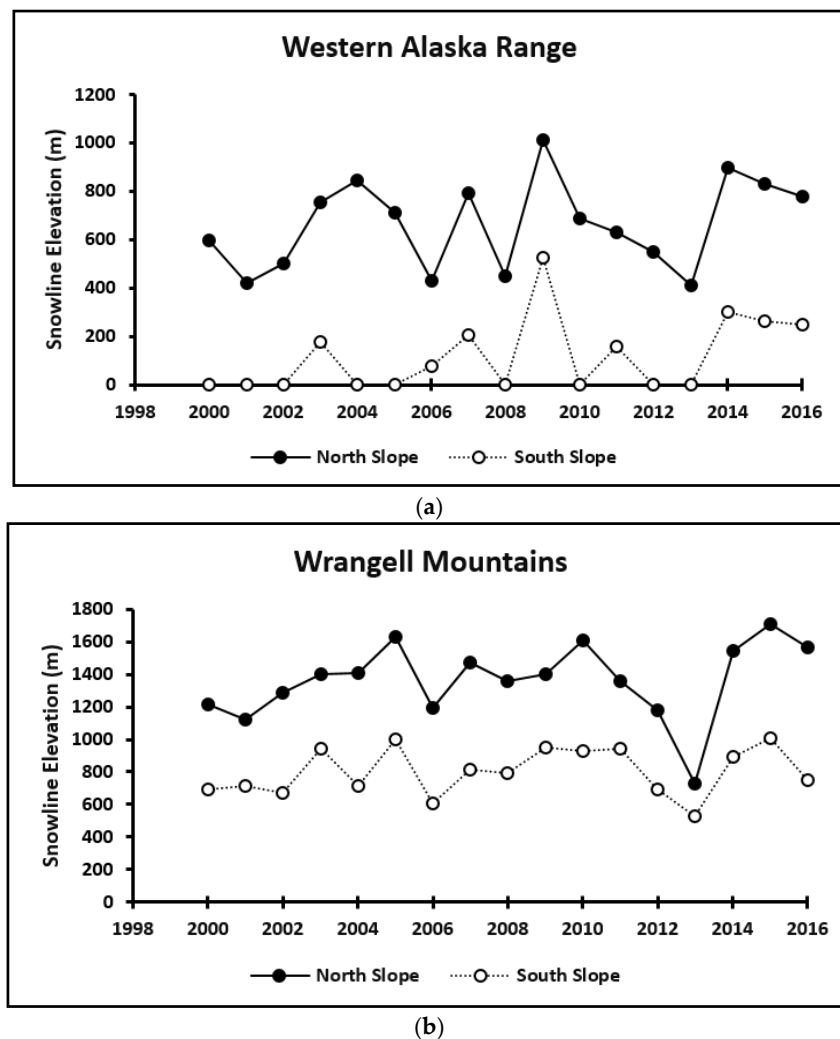 Western Alaska Range
Snowline Elevation (m)
1200
1000
800
600
400
200
0
1998 2000 2002 2004 2006 2008 2010 2012 2014 2016
North Slope South Slope
(a)
Wrangell Mountains
Snowline Elevation (m)
1800
1600
1400
1200
1000
800
600
400
200
0
1998 2000 2002 2004 2006 2008 2010 2012 2014 2016
North Slope South Slope
(b)